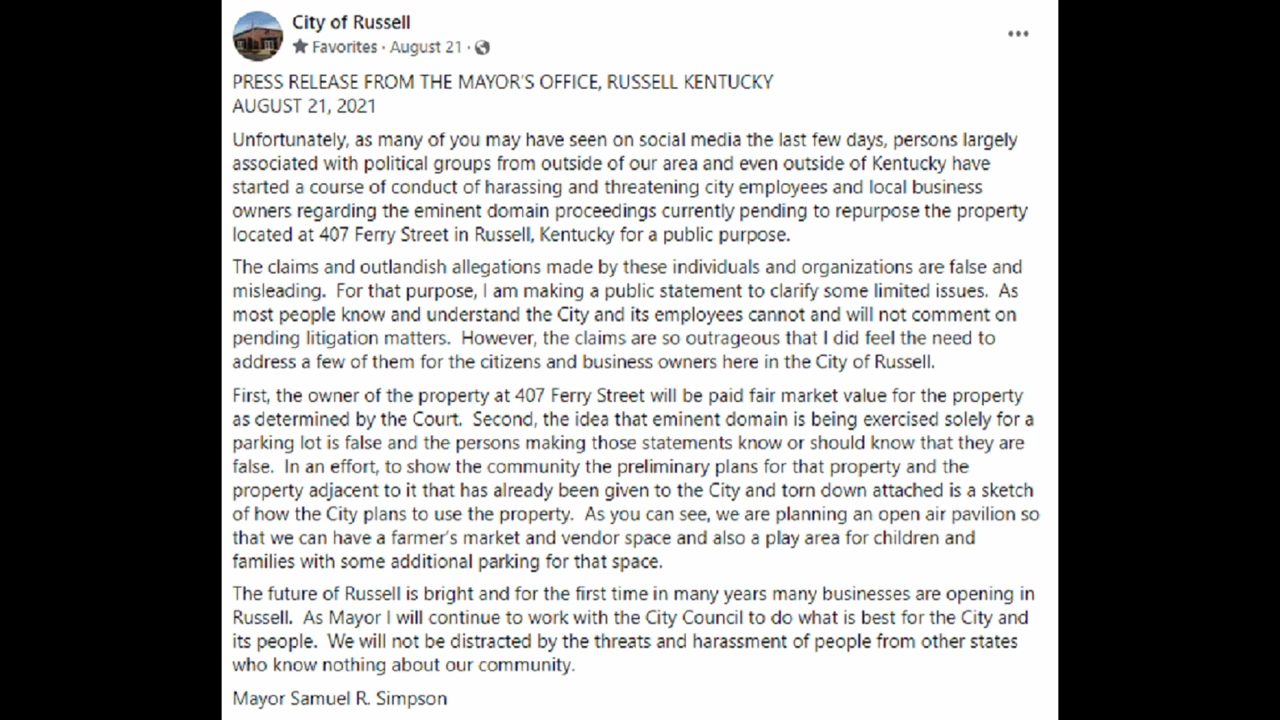 City of Russell
Favorites · August 21 ·
PRESS RELEASE FROM THE MAYOR'S OFFICE, RUSSELL KENTUCKY
AUGUST 21, 2021
Unfortunately, as many of you may have seen on social media the last few days, persons largely
associated with political groups from outside of our area and even outside of Kentucky have
started a course of conduct of harassing and threatening city employees and local business
owners regarding the eminent domain proceedings currently pending to repurpose the property
located at 407 Ferry Street in Russell, Kentucky for a public purpose.
The claims and outlandish allegations made by these individuals and organizations are false and
misleading.  For that purpose, I am making a public statement to clarify some limited issues.  As
most people know and understand the City and its employees cannot and will not comment on
pending litigation matters.  However, the claims are so outrageous that I did feel the need to
address a few of them for the citizens and business owners here in the City of Russell.
First, the owner of the property at 407 Ferry Street will be paid fair market value for the property
as determined by the Court.  Second, the idea that eminent domain is being exercised solely for a
parking lot is false and the persons making those statements know or should know that they are
false.  In an effort, to show the community the preliminary plans for that property and the
property adjacent to it that has already been given to the City and torn down attached is a sketch
of how the City plans to use the property.  As you can see, we are planning an open air pavilion so
that we can have a farmer's market and vendor space and also a play area for children and
families with some additional parking for that space.
The future of Russell is bright and for the first time in many years many businesses are opening in
Russell.  As Mayor I will continue to work with the City Council to do what is best for the City and
its people.  We will not be distracted by the threats and harassment of people from other states
who know nothing about our community.
Mayor Samuel R. Simpson